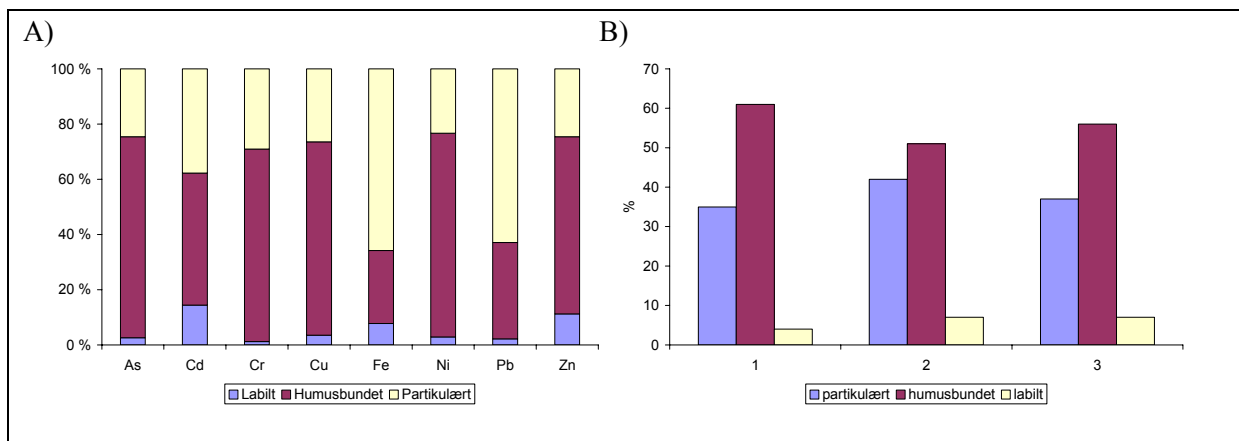 A)
100 %
80 %
60 %
40 %
20 %
0 %
As Cd Cr Cu Fe Ni Pb Zn
Labilt Humusbundet Partikulært
B)
70
60
50
40
30
20
10
0
%
1 2 3
partikulært humusbundet labilt